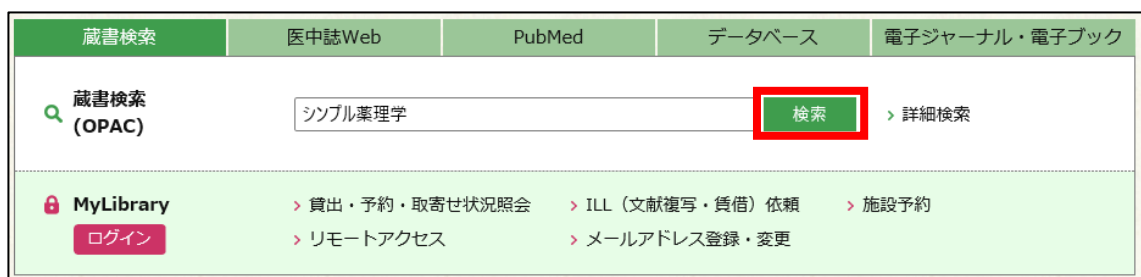 蔵書検索 医中誌Web PubMed データベース 電子ジャーナル・電子ブック
蔵書検索
(OPAC)
シンプル薬理学 検索 > 詳細検索
MyLibrary
ログイン
> 貸出・予約・取寄せ状況照会 > ILL（文献複写・賃借）依頼 > 施設予約
> リモートアクセス > メールアドレス登録・変更